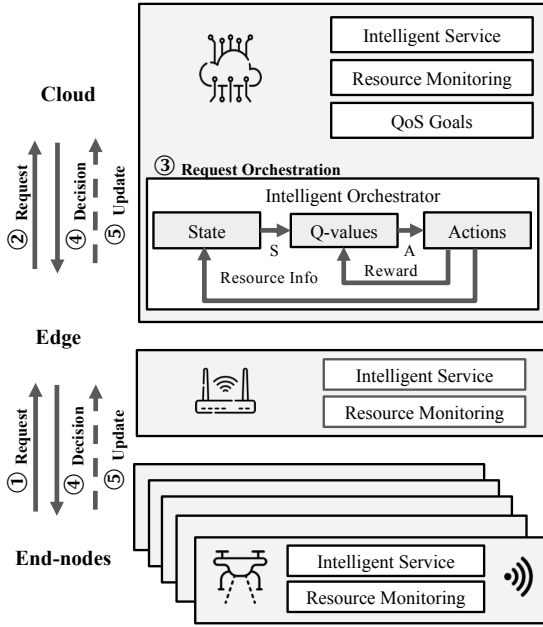 Intelligent Service
Resource Monitoring
QoS Goals
Cloud
② Request
④ Decision
⑤ Update
③ Request Orchestration
Intelligent Orchestrator
State
S
Q-values
A
Actions
Reward
Resource Info
Edge
Intelligent Service
Resource Monitoring
① Request
④ Decision
⑤ Update
End-nodes
Intelligent Service
Resource Monitoring